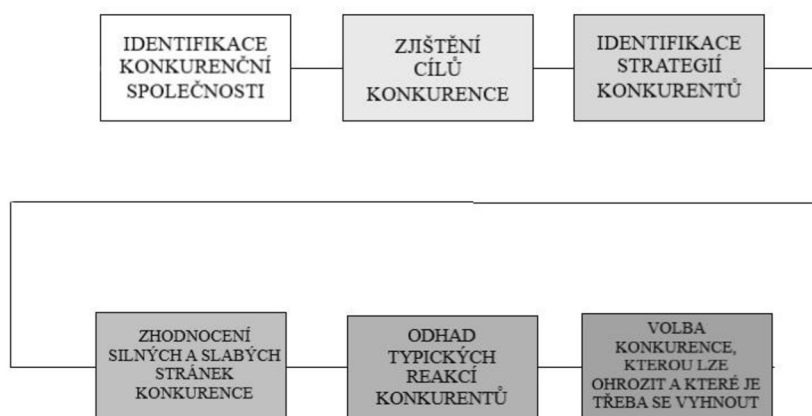 IDENTIFIKACE
KONKURENČNÍ
SPOLEČNOSTI
ZJIŠTĚNÍ
CÍLŮ
KONKURENCE
IDENTIFIKACE
STRATEGIÍ
KONKURENTŮ
ZHODNOCENÍ
SILNÝCH A SLABÝCH
STRÁNEK
KONKURENCE
ODHAD
TYPICKÝCH
REAKCÍ
KONKURENTŮ
VOLBA
KONKURENCE,
KTEROU LZE
OHROZIT A KTERÉ JE
TŘEBA SE VYHNOUT